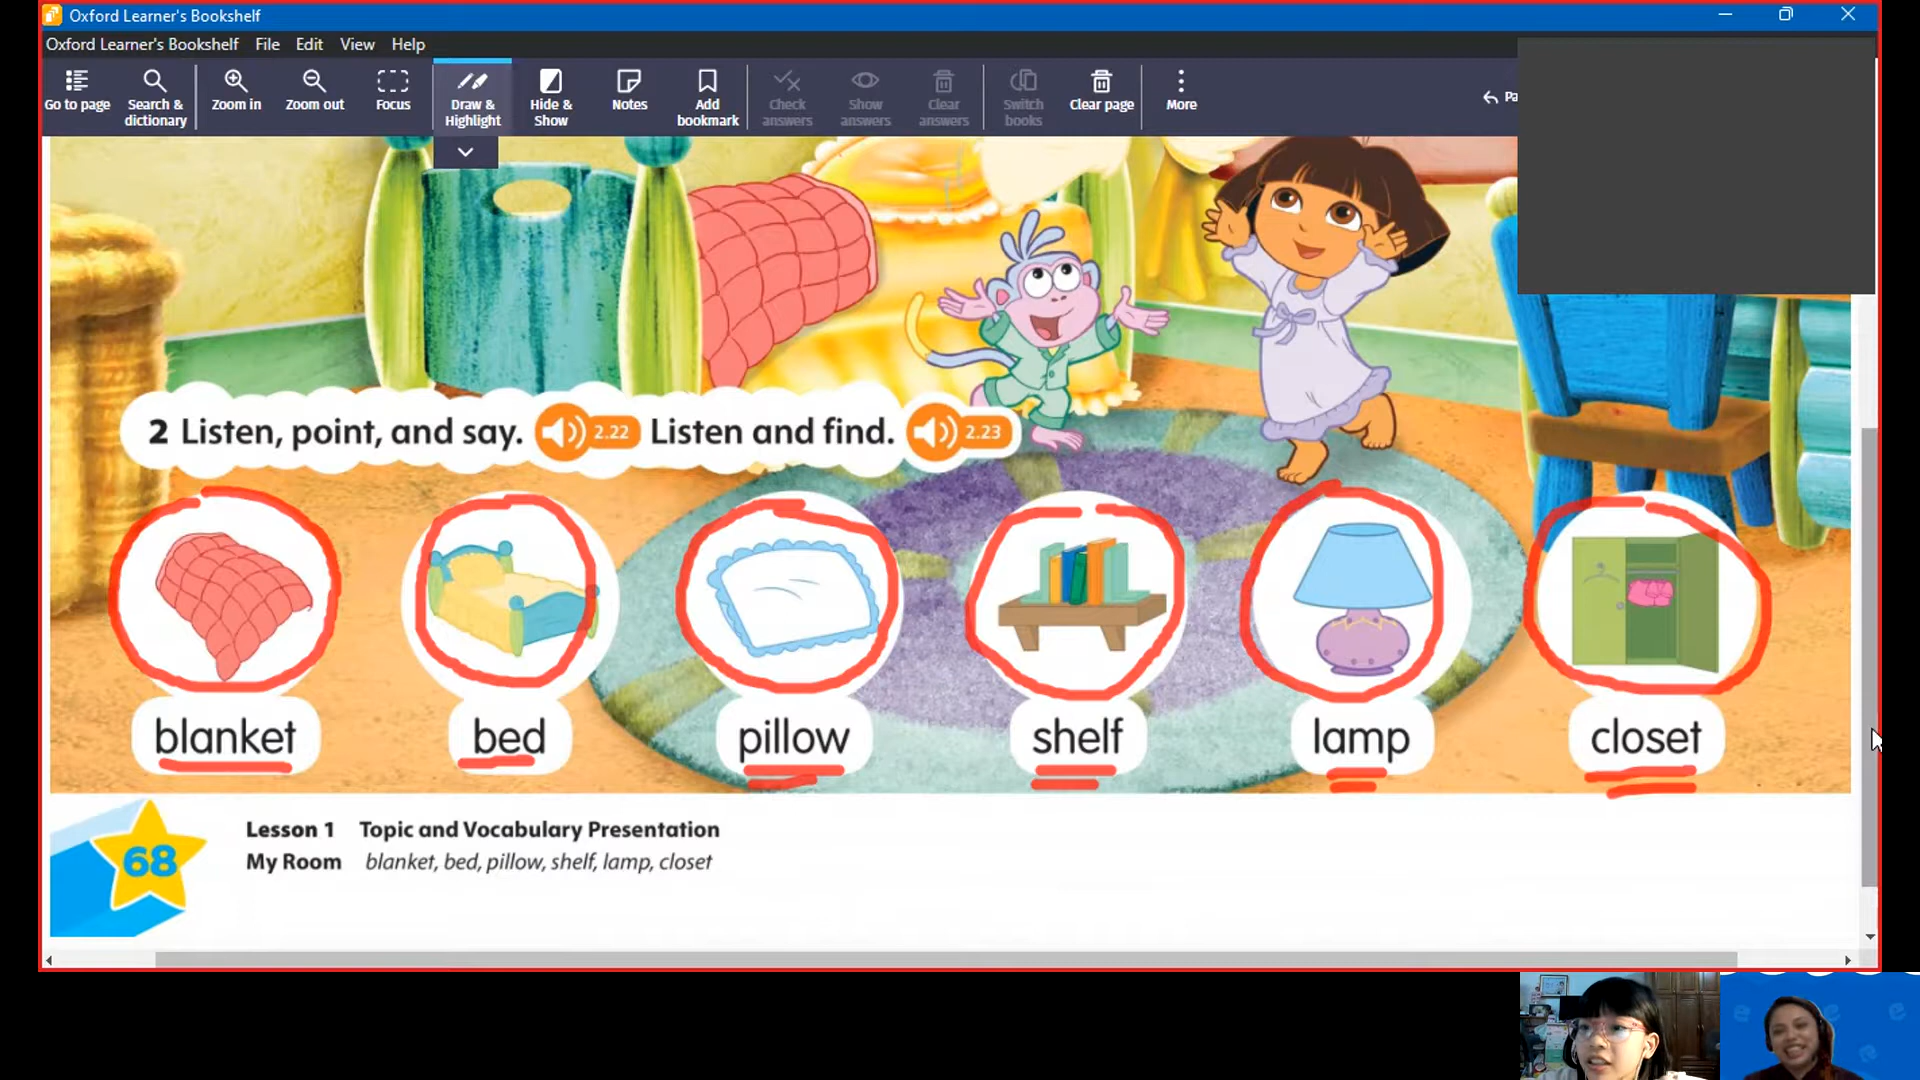 Oxford Learner's Bookshelf
Oxford Learner's Bookshelf File Edit View Help
Go to page
Search & dictionary
Zoom in
Zoom out
Focus
Draw & Highlight
Hide & Show
Notes
Add bookmark
Check answers
Show answers
Clear answers
Switch books
Clear page
More
Pa
2 Listen, point, and say. 2.22 Listen and find. 2.23
blanket bed pillow shelf lamp closet
68
Lesson 1 Topic and Vocabulary Presentation
My Room blanket, bed, pillow, shelf, lamp, closet